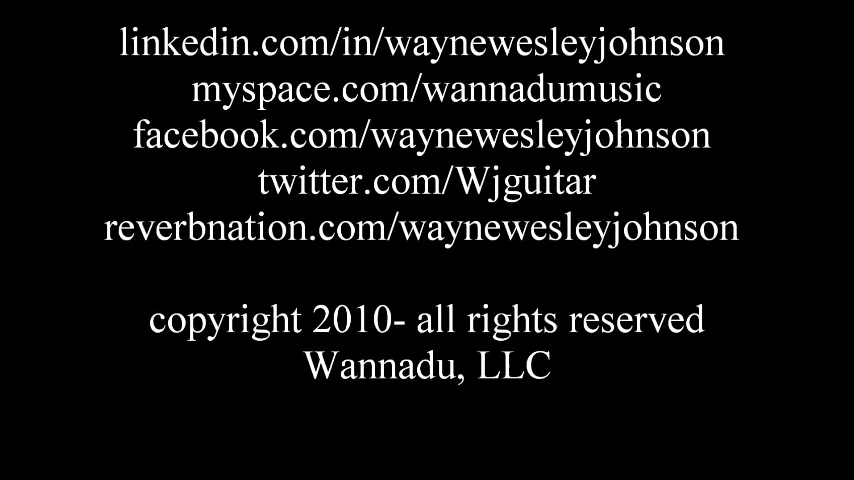 linkedin.com/in/waynewesleyjohnson
myspace.com/wannadumusic
facebook.com/waynewesleyjohnson
twitter.com/Wjguitar
reverbnation.com/waynewesleyjohnson
copyright 2010- all rights reserved
Wannadu, LLC